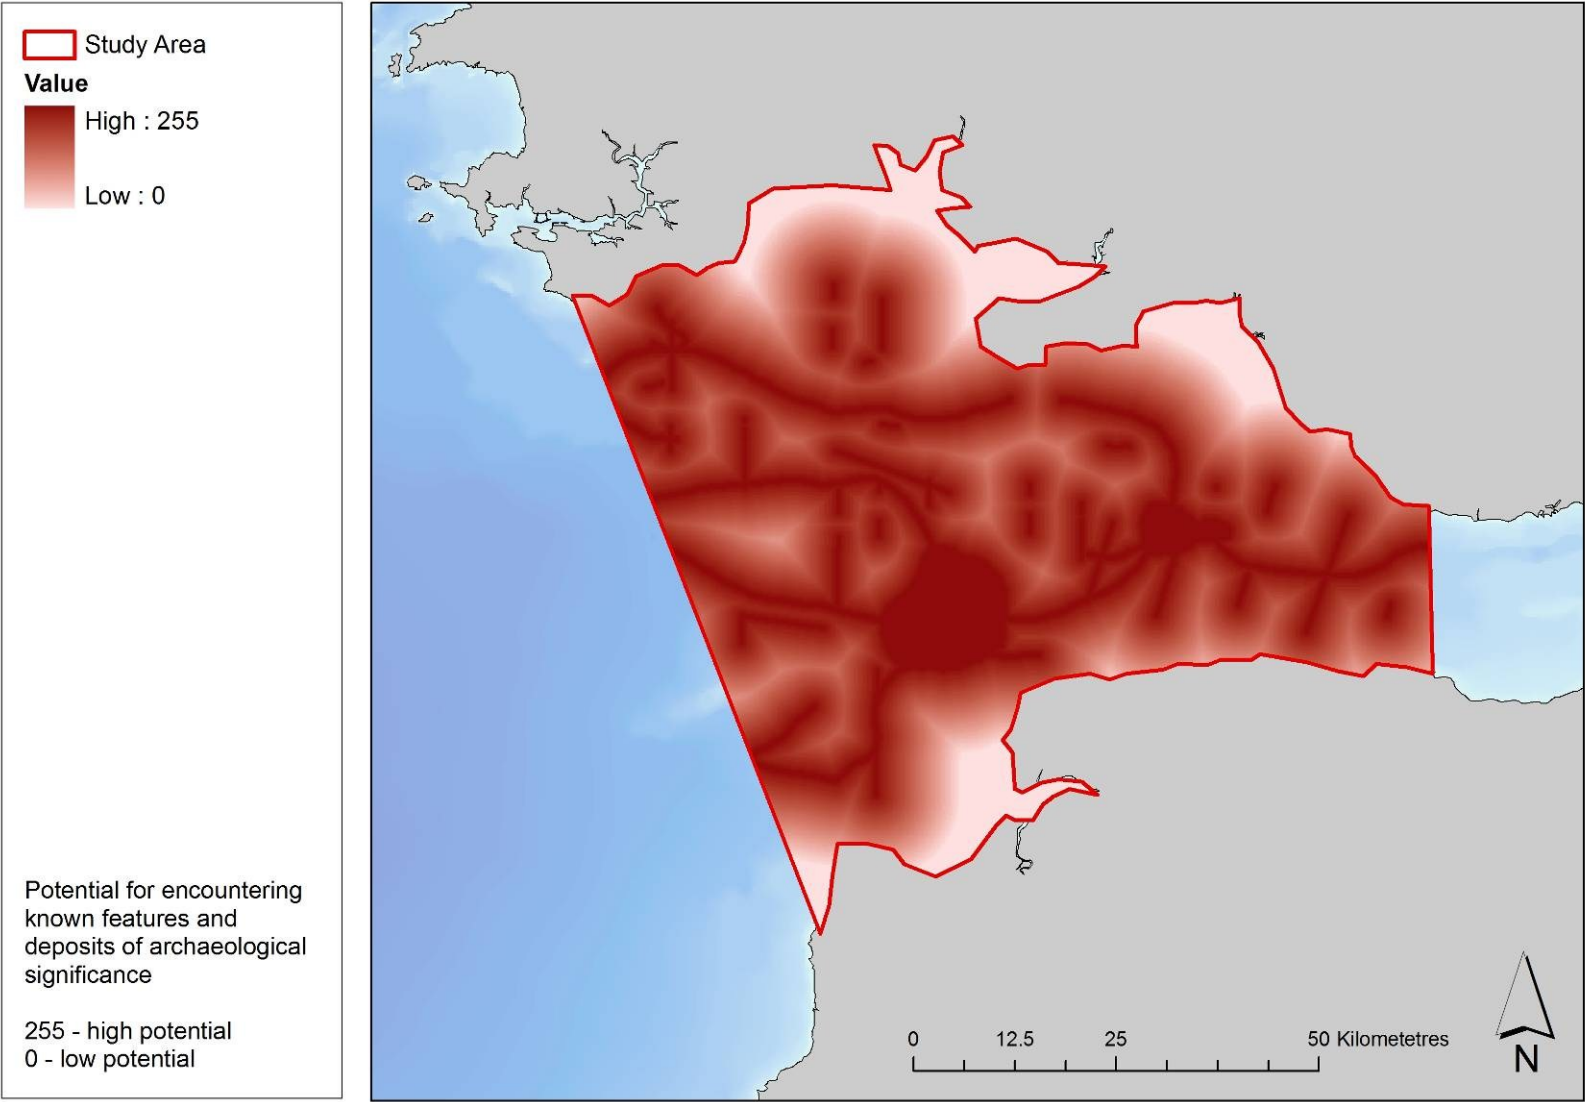 Study Area
Value
High : 255
Low : 0
Potential for encountering
known features and
deposits of archaeological
significance
255 - high potential
0 - low potential
0 12.5 25 50 Kilometetres
N